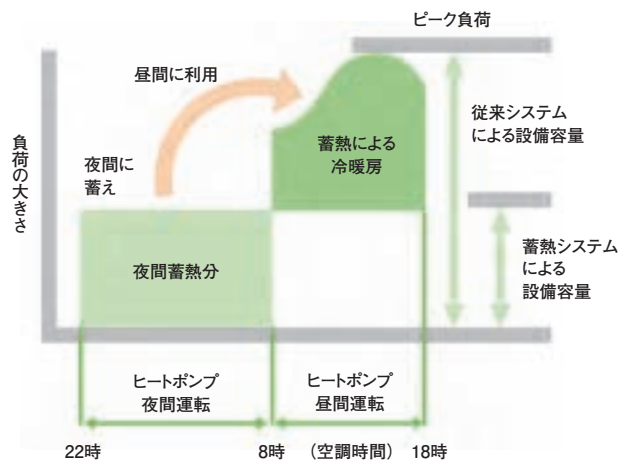 ピーク負荷
昼間に利用
従来システム
による設備容量
負荷の大きさ
蓄熱による
冷暖房
夜間に
蓄え
夜間蓄熱分
蓄熱システム
による
設備容量
ヒートポンプ
夜間運転
ヒートポンプ
昼間運転
22時
8時
(空調時間)
18時